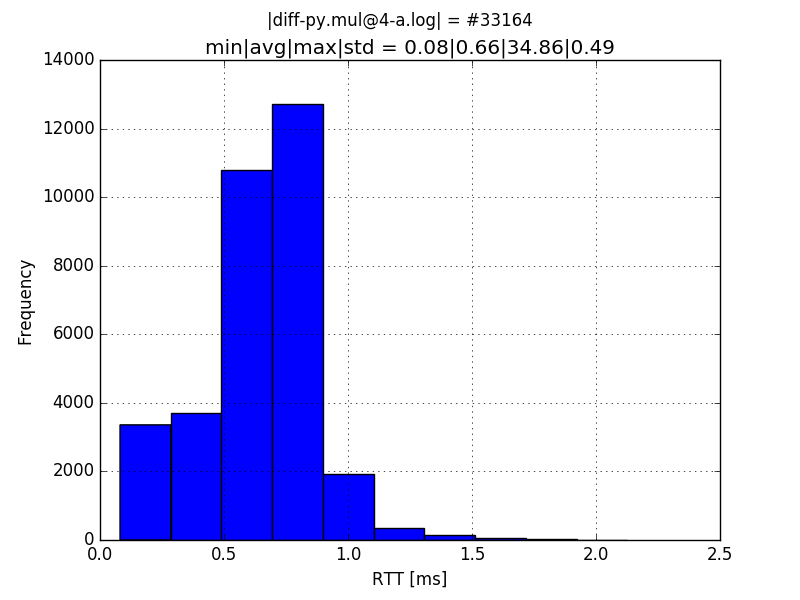 |diff-py.mul@4-a.log| = #33164
min|avg|max|std = 0.08|0.66|34.86|0.49
14000
12000
10000
8000
6000
4000
2000
0
Frequency
0.0 0.5 1.0 1.5 2.0 2.5
RTT [ms]